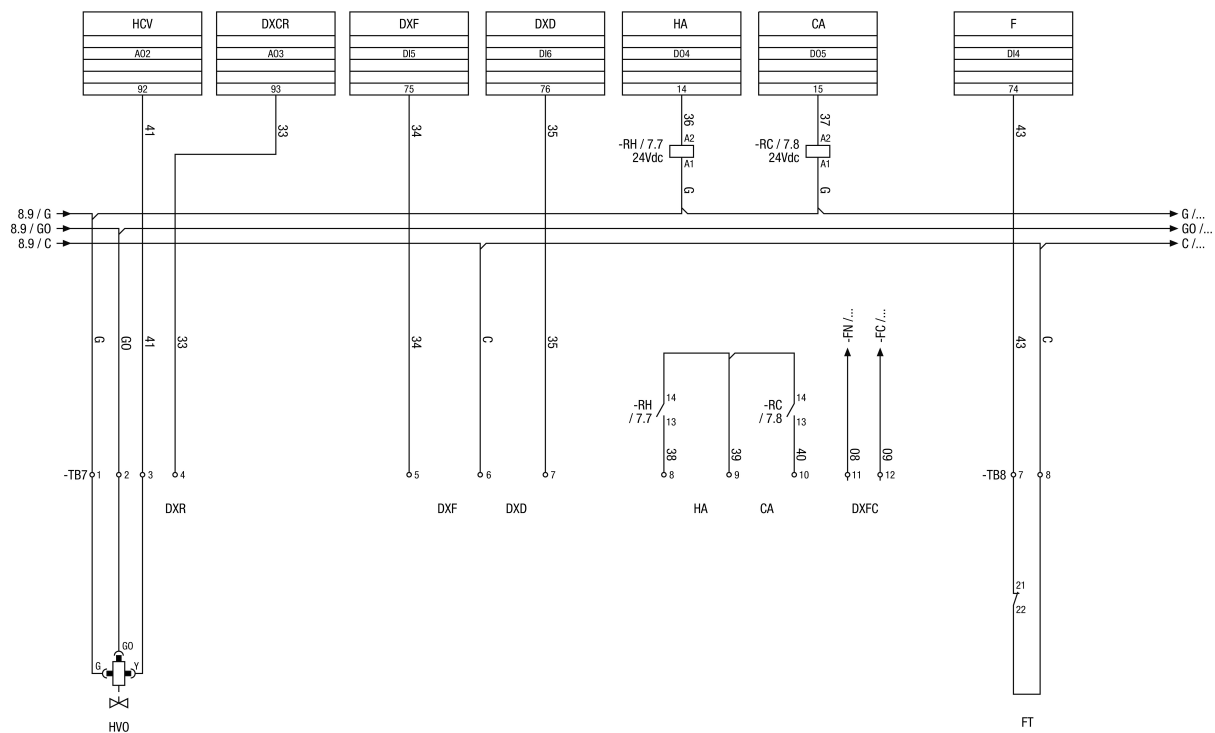 HCV DXCR DXF DXD HA CA F
A02 A03 DI5 DI6 D04 D05 DI4
92 93 75 76 14 15 74
41 33 34 35 36 37 43
-RH / 7.7 A2 -RC / 7.8 A2
24Vdc 24Vdc
A1 A1
G G
8.9 / G G /...
8.9 / GO GO /...
8.9 / C C /...
G GO 41 33 34 C 35 -FN /... -FC /... 43 C
-RH 14 -RC 14
/ 7.7 13 / 7.8 13
38 39 40 08 09
-TB7 1 2 3 4 5 6 7 8 9 10 11 12 -TB8 7 8
DXR DXF DXD HA CA DXFC
21
22
GO
G Y
HVO FT